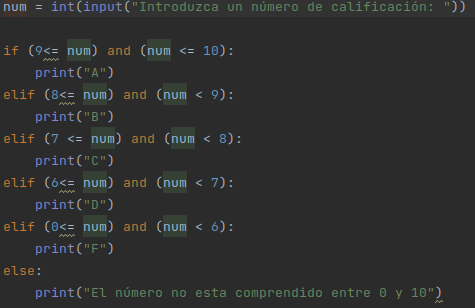 num = int(input("Introduzca un número de calificación: "))
if (9<= num) and (num <= 10):
    print("A")
elif (8<= num) and (num < 9):
    print("B")
elif (7 <= num) and (num < 8):
    print("C")
elif (6<= num) and (num < 7):
    print("D")
elif (0<= num) and (num < 6):
    print("F")
else:
    print("El número no esta comprendido entre 0 y 10")